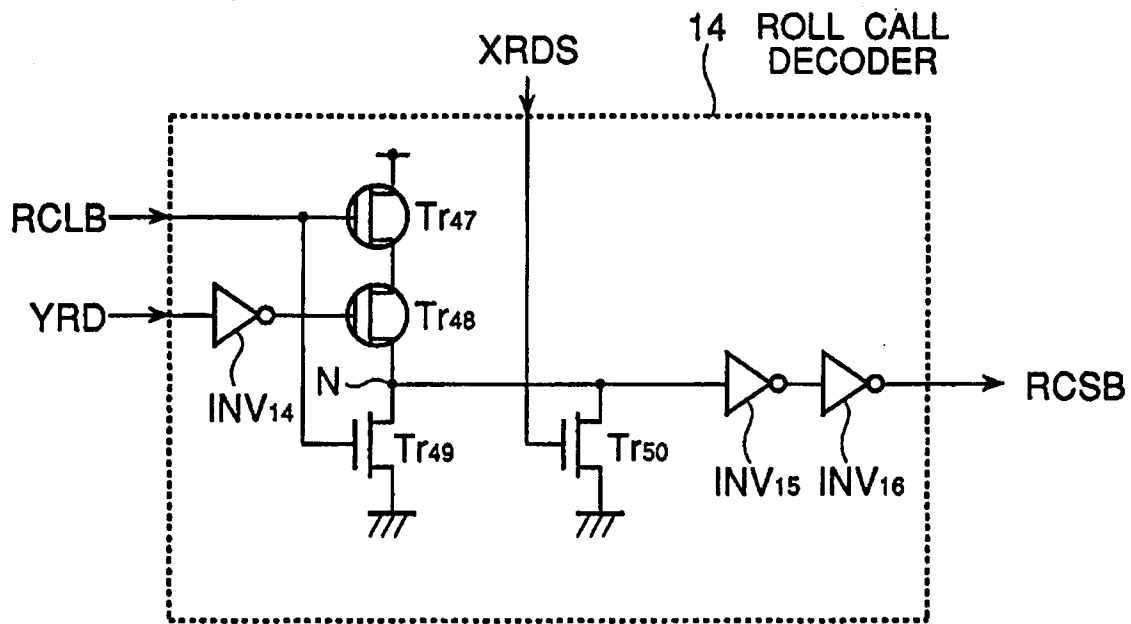 14 ROLL CALL
DECODER
XRDS
RCLB
Tr47
YRD
Tr48
INV14
N
Tr49
Tr50
INV15
INV16
RCSB